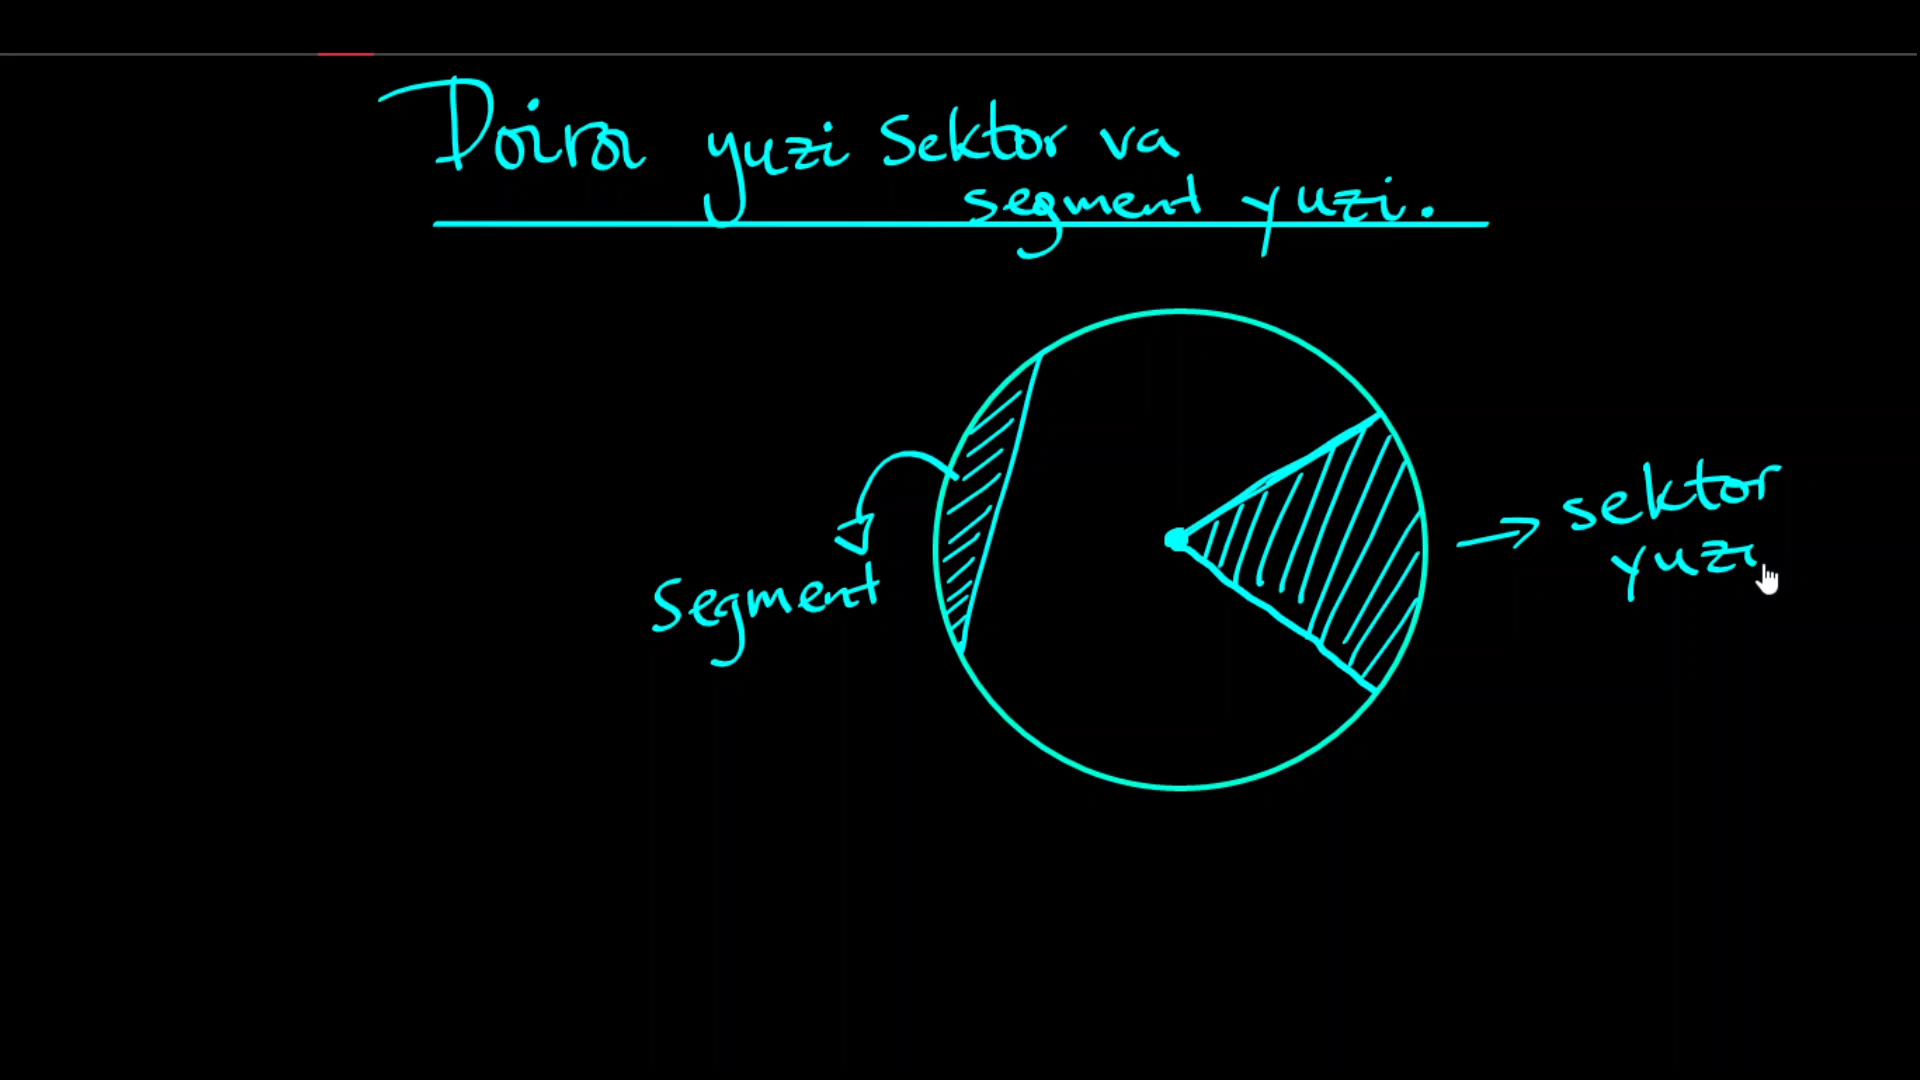 Doira yuzi sektor va
segment yuzi.
sektor
yuzi
segment